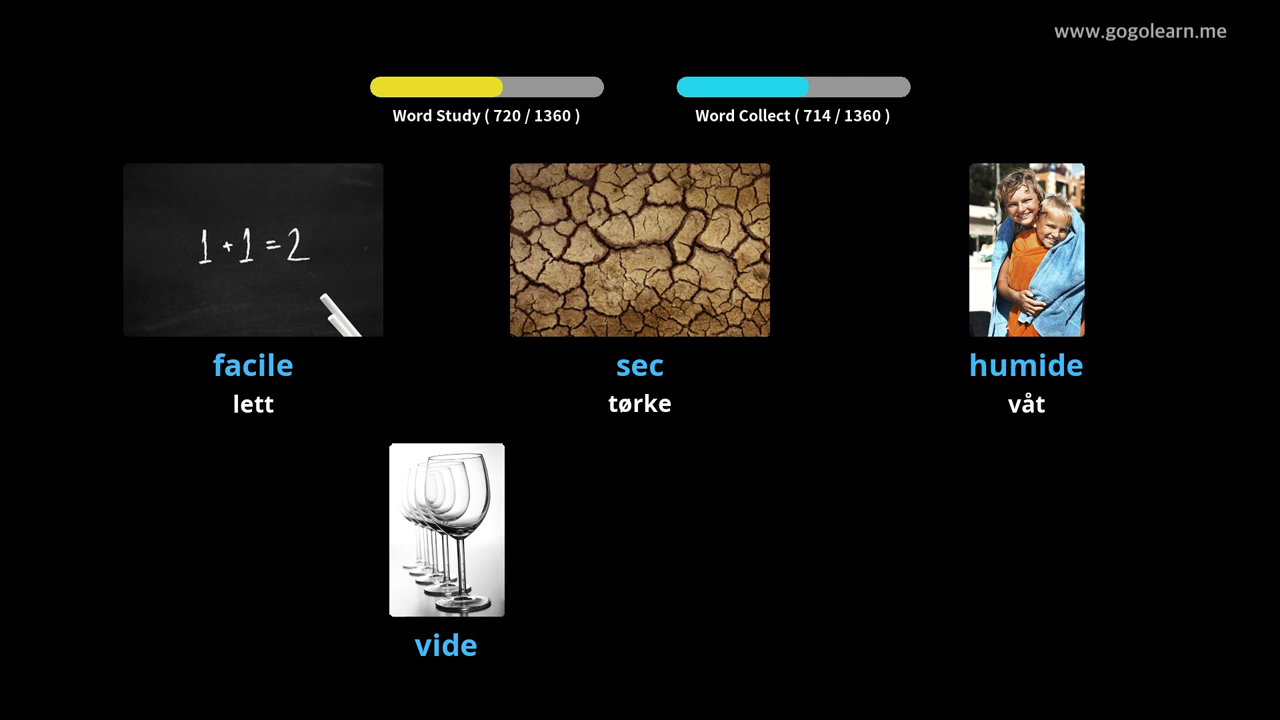 www.gogolearn.me
Word Study ( 720 / 1360 )
Word Collect ( 714 / 1360 )
1 + 1 = 2
facile
sec
humide
lett
tørke
våt
vide